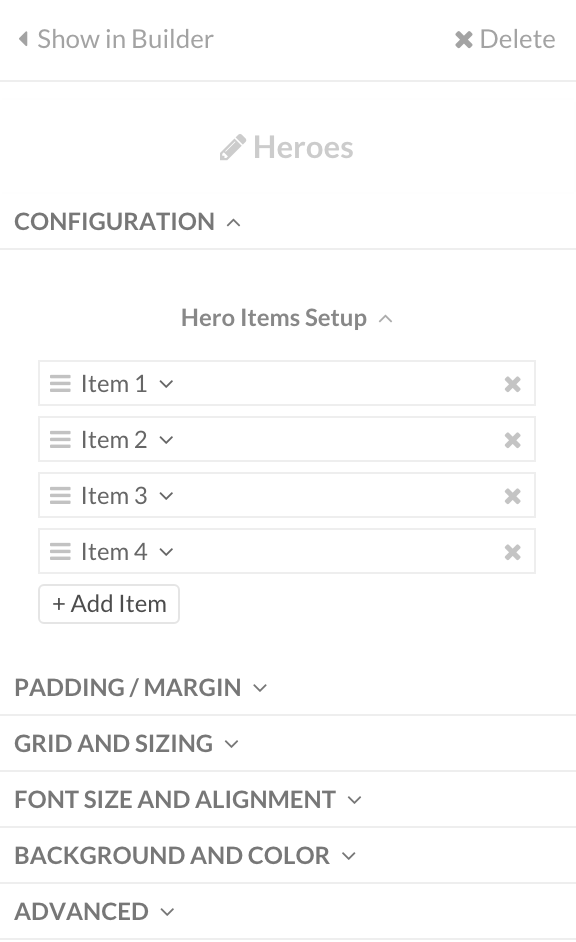 Show in Builder Delete
Heroes
CONFIGURATION
Hero Items Setup
Item 1
Item 2
Item 3
Item 4
+ Add Item
PADDING / MARGIN
GRID AND SIZING
FONT SIZE AND ALIGNMENT
BACKGROUND AND COLOR
ADVANCED